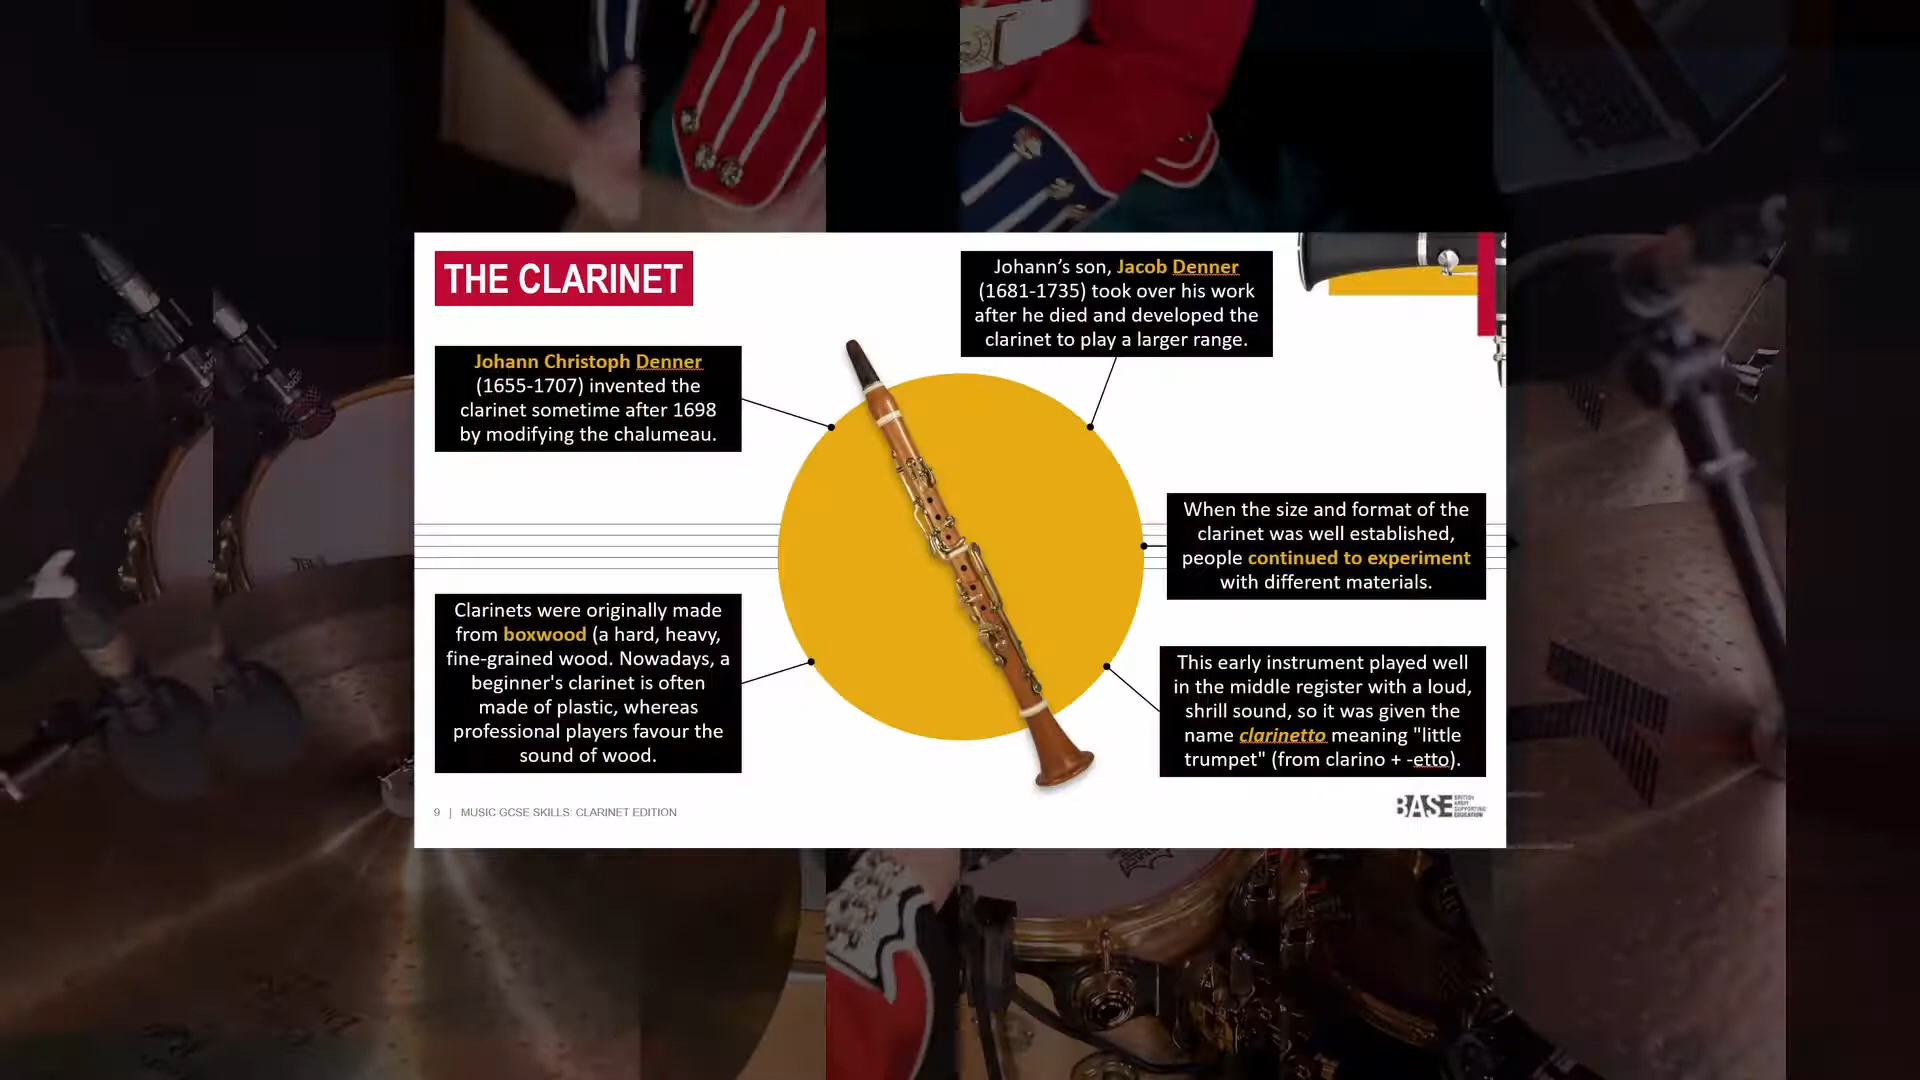 THE CLARINET
Johann Christoph Denner
(1655-1707) invented the
clarinet sometime after 1698
by modifying the chalumeau.
Johann’s son, Jacob Denner
(1681-1735) took over his work
after he died and developed the
clarinet to play a larger range.
When the size and format of the
clarinet was well established,
people continued to experiment
with different materials.
Clarinets were originally made
from boxwood (a hard, heavy,
fine-grained wood. Nowadays, a
beginner's clarinet is often
made of plastic, whereas
professional players favour the
sound of wood.
This early instrument played well
in the middle register with a loud,
shrill sound, so it was given the
name clarinetto meaning "little
trumpet" (from clarino + -etto).
9 | MUSIC GCSE SKILLS: CLARINET EDITION
BASE
BRITISH
ARMY
SUPPORTING
EDUCATION